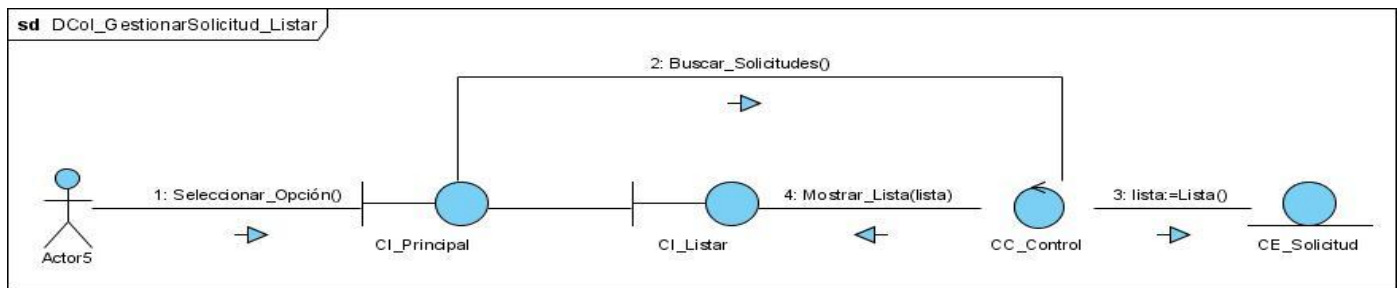 sd DCol_GestionarSolicitud_Listar
2: Buscar_Solicitudes()
1: Seleccionar_Opción()
4: Mostrar_Lista(lista)
3: lista:=Lista()
Actor5
CI_Principal
CI_Listar
CC_Control
CE_Solicitud